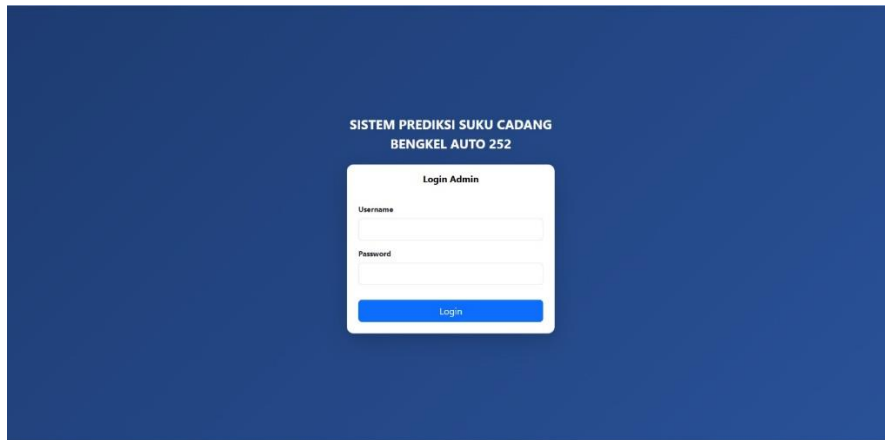 SISTEM PREDIKSI SUKU CADANG
BENGKEL AUTO 252
Login Admin
Username
Password
Login